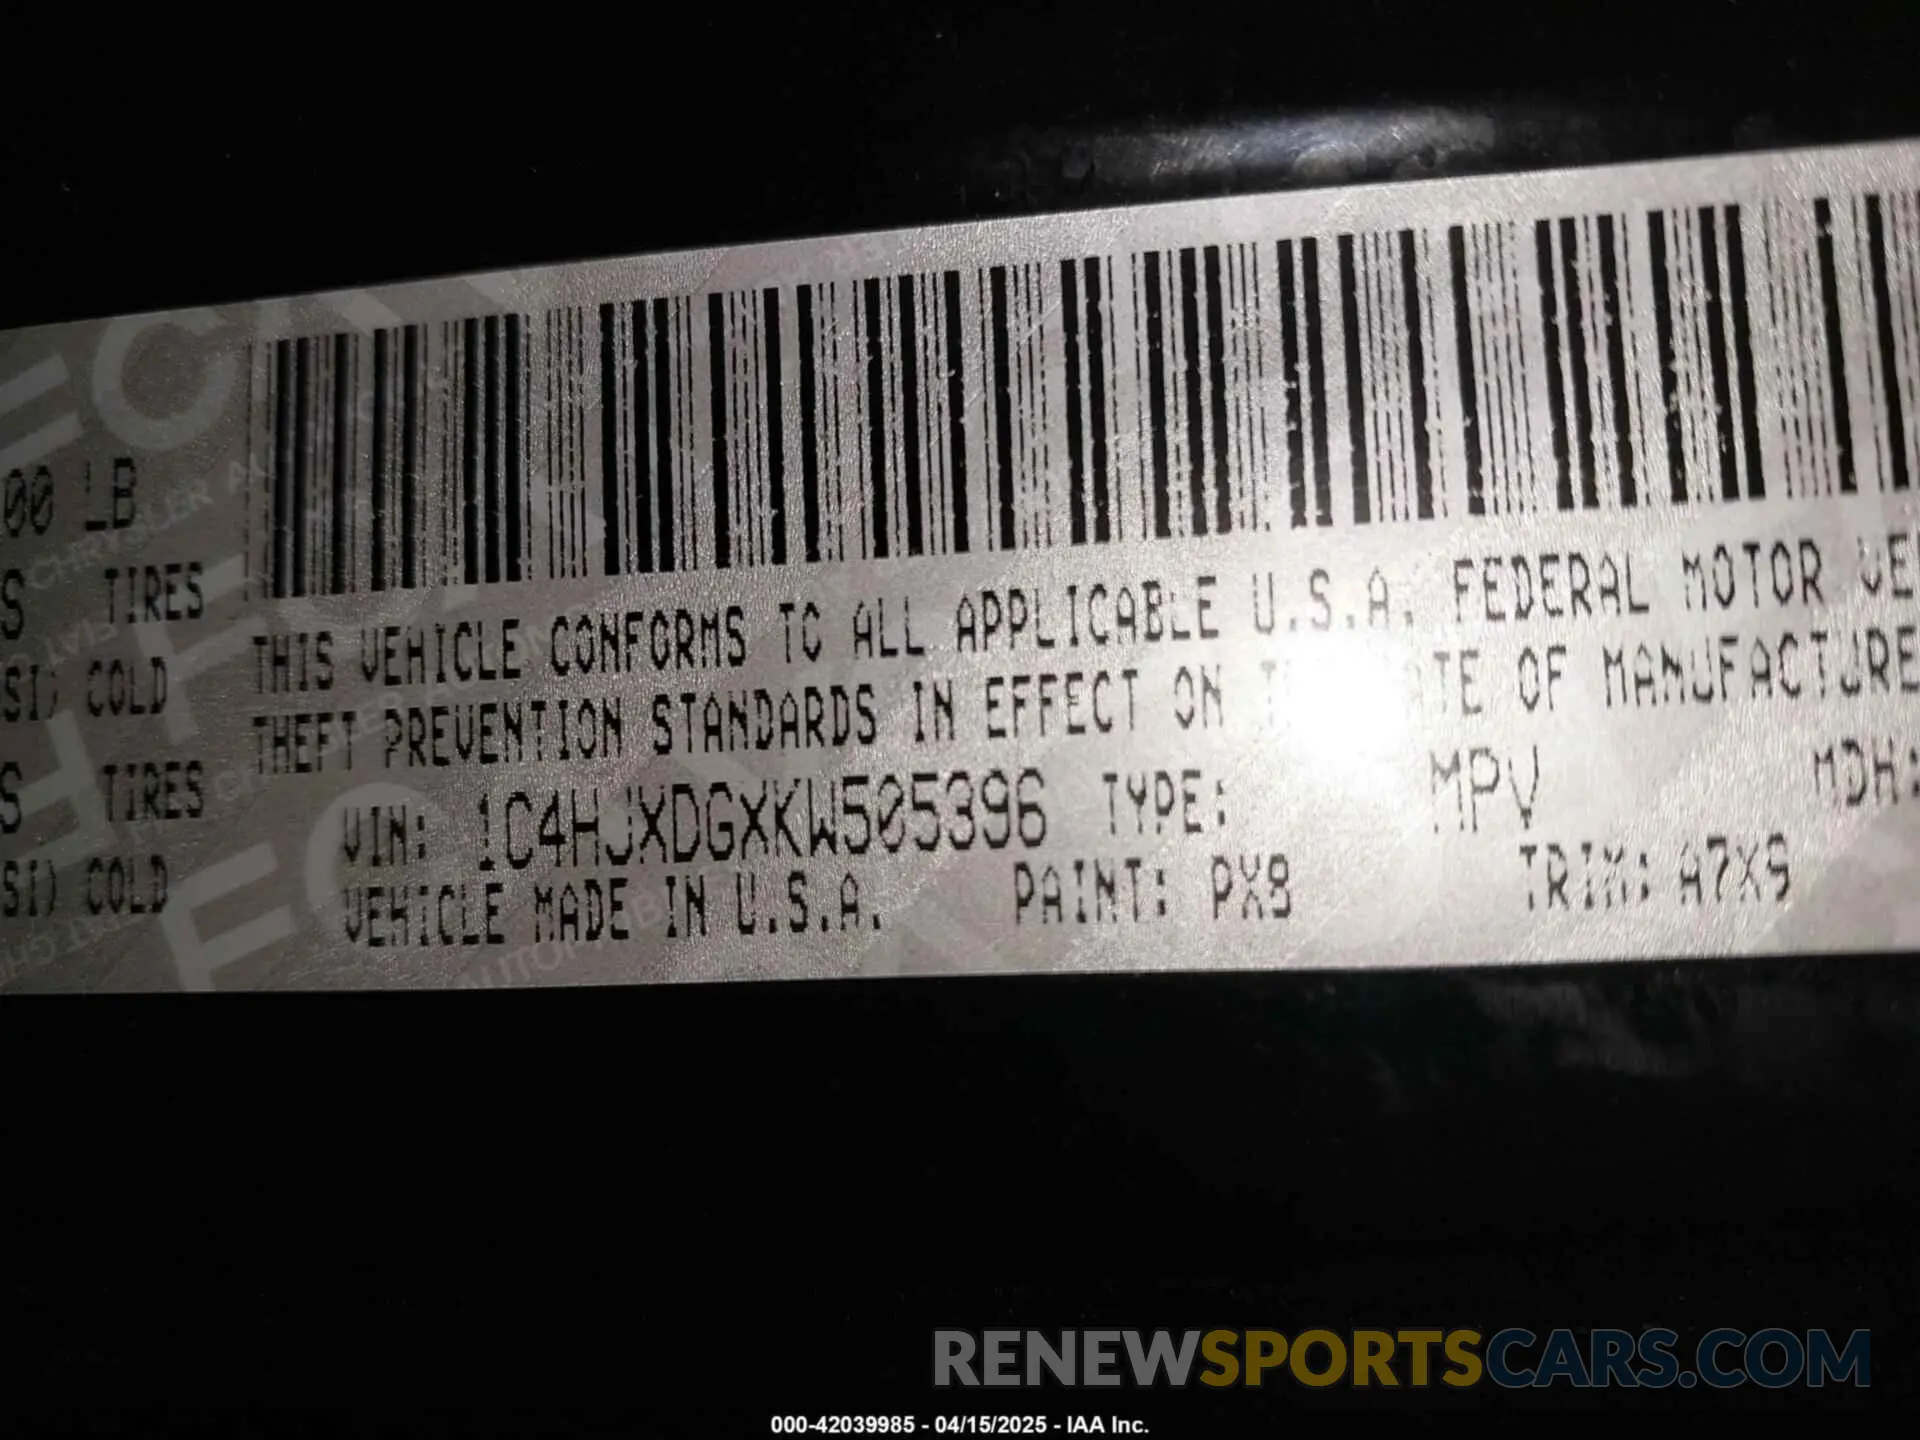 00 LB
S TIRES
SI) COLD
S TIRES
SI) COLD
THIS VEHICLE CONFORMS TO ALL APPLICABLE U.S.A. FEDERAL MOTOR VE
THEFT PREVENTION STANDARDS IN EFFECT ON OF MANUFACTURE
VIN: 1C4HJXDGXKW505396 TYPE: MPV MDH:
VEHICLE MADE IN U.S.A. PAINT: PX8 TRIM: A7X9
RENEWSPORTSCARS.COM
000-42039985 - 04/15/2025 - IAA Inc.